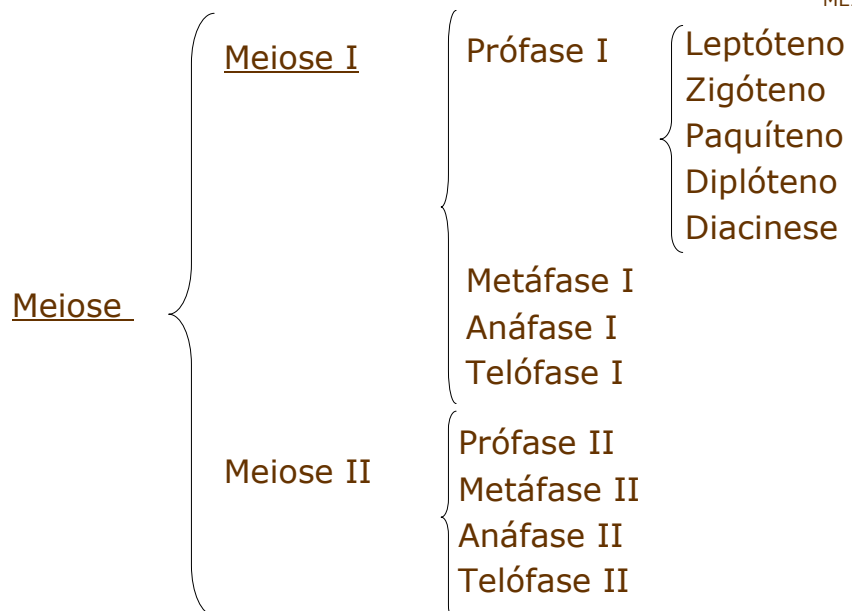 Meiose
Meiose I
Prófase I
Leptóteno
Zigóteno
Paquíteno
Diplóteno
Diacinese
Metáfase I
Anáfase I
Telófase I
Meiose II
Prófase II
Metáfase II
Anáfase II
Telófase II